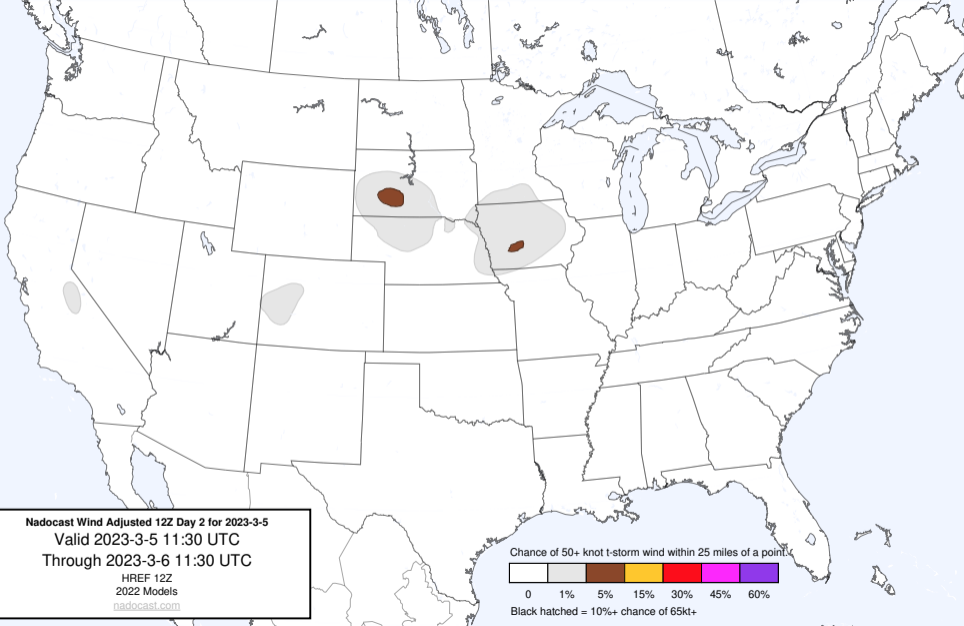 Nadocast Wind Adjusted 12Z Day 2 for 2023-3-5
Valid 2023-3-5 11:30 UTC
Through 2023-3-6 11:30 UTC
HREF 12Z
2022 Models
nadocast.com
Chance of 50+ knot t-storm wind within 25 miles of a point.
0 1% 5% 15% 30% 45% 60%
Black hatched = 10%+ chance of 65kt+